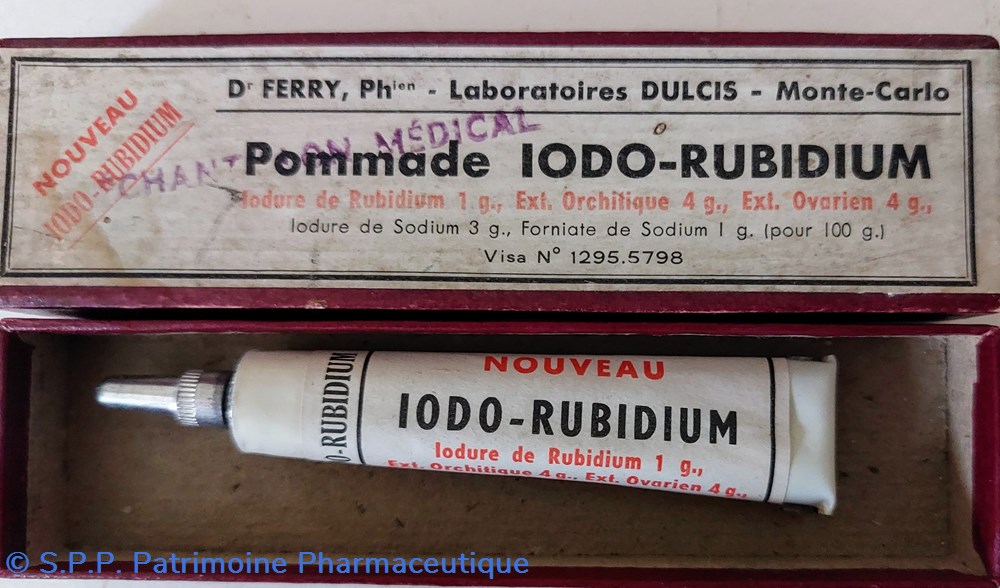 Dr FERRY, Phien - Laboratoires DULCIS - Monte-Carlo
NOUVEAU
IODO-RUBIDIUM
CHANTILLON MÉDICAL
Pommade IODO-RUBIDIUM
Iodure de Rubidium 1 g., Ext. Orchitique 4 g., Ext. Ovarien 4 g.,
Iodure de Sodium 3 g., Forniate de Sodium 1 g. (pour 100 g.)
Visa N° 1295.5798
O-RUBIDIUM
NOUVEAU
IODO-RUBIDIUM
Iodure de Rubidium 1 g.,
Ext. Orchitique 4 g., Ext. Ovarien 4 g.,
© S.P.P. Patrimoine Pharmaceutique